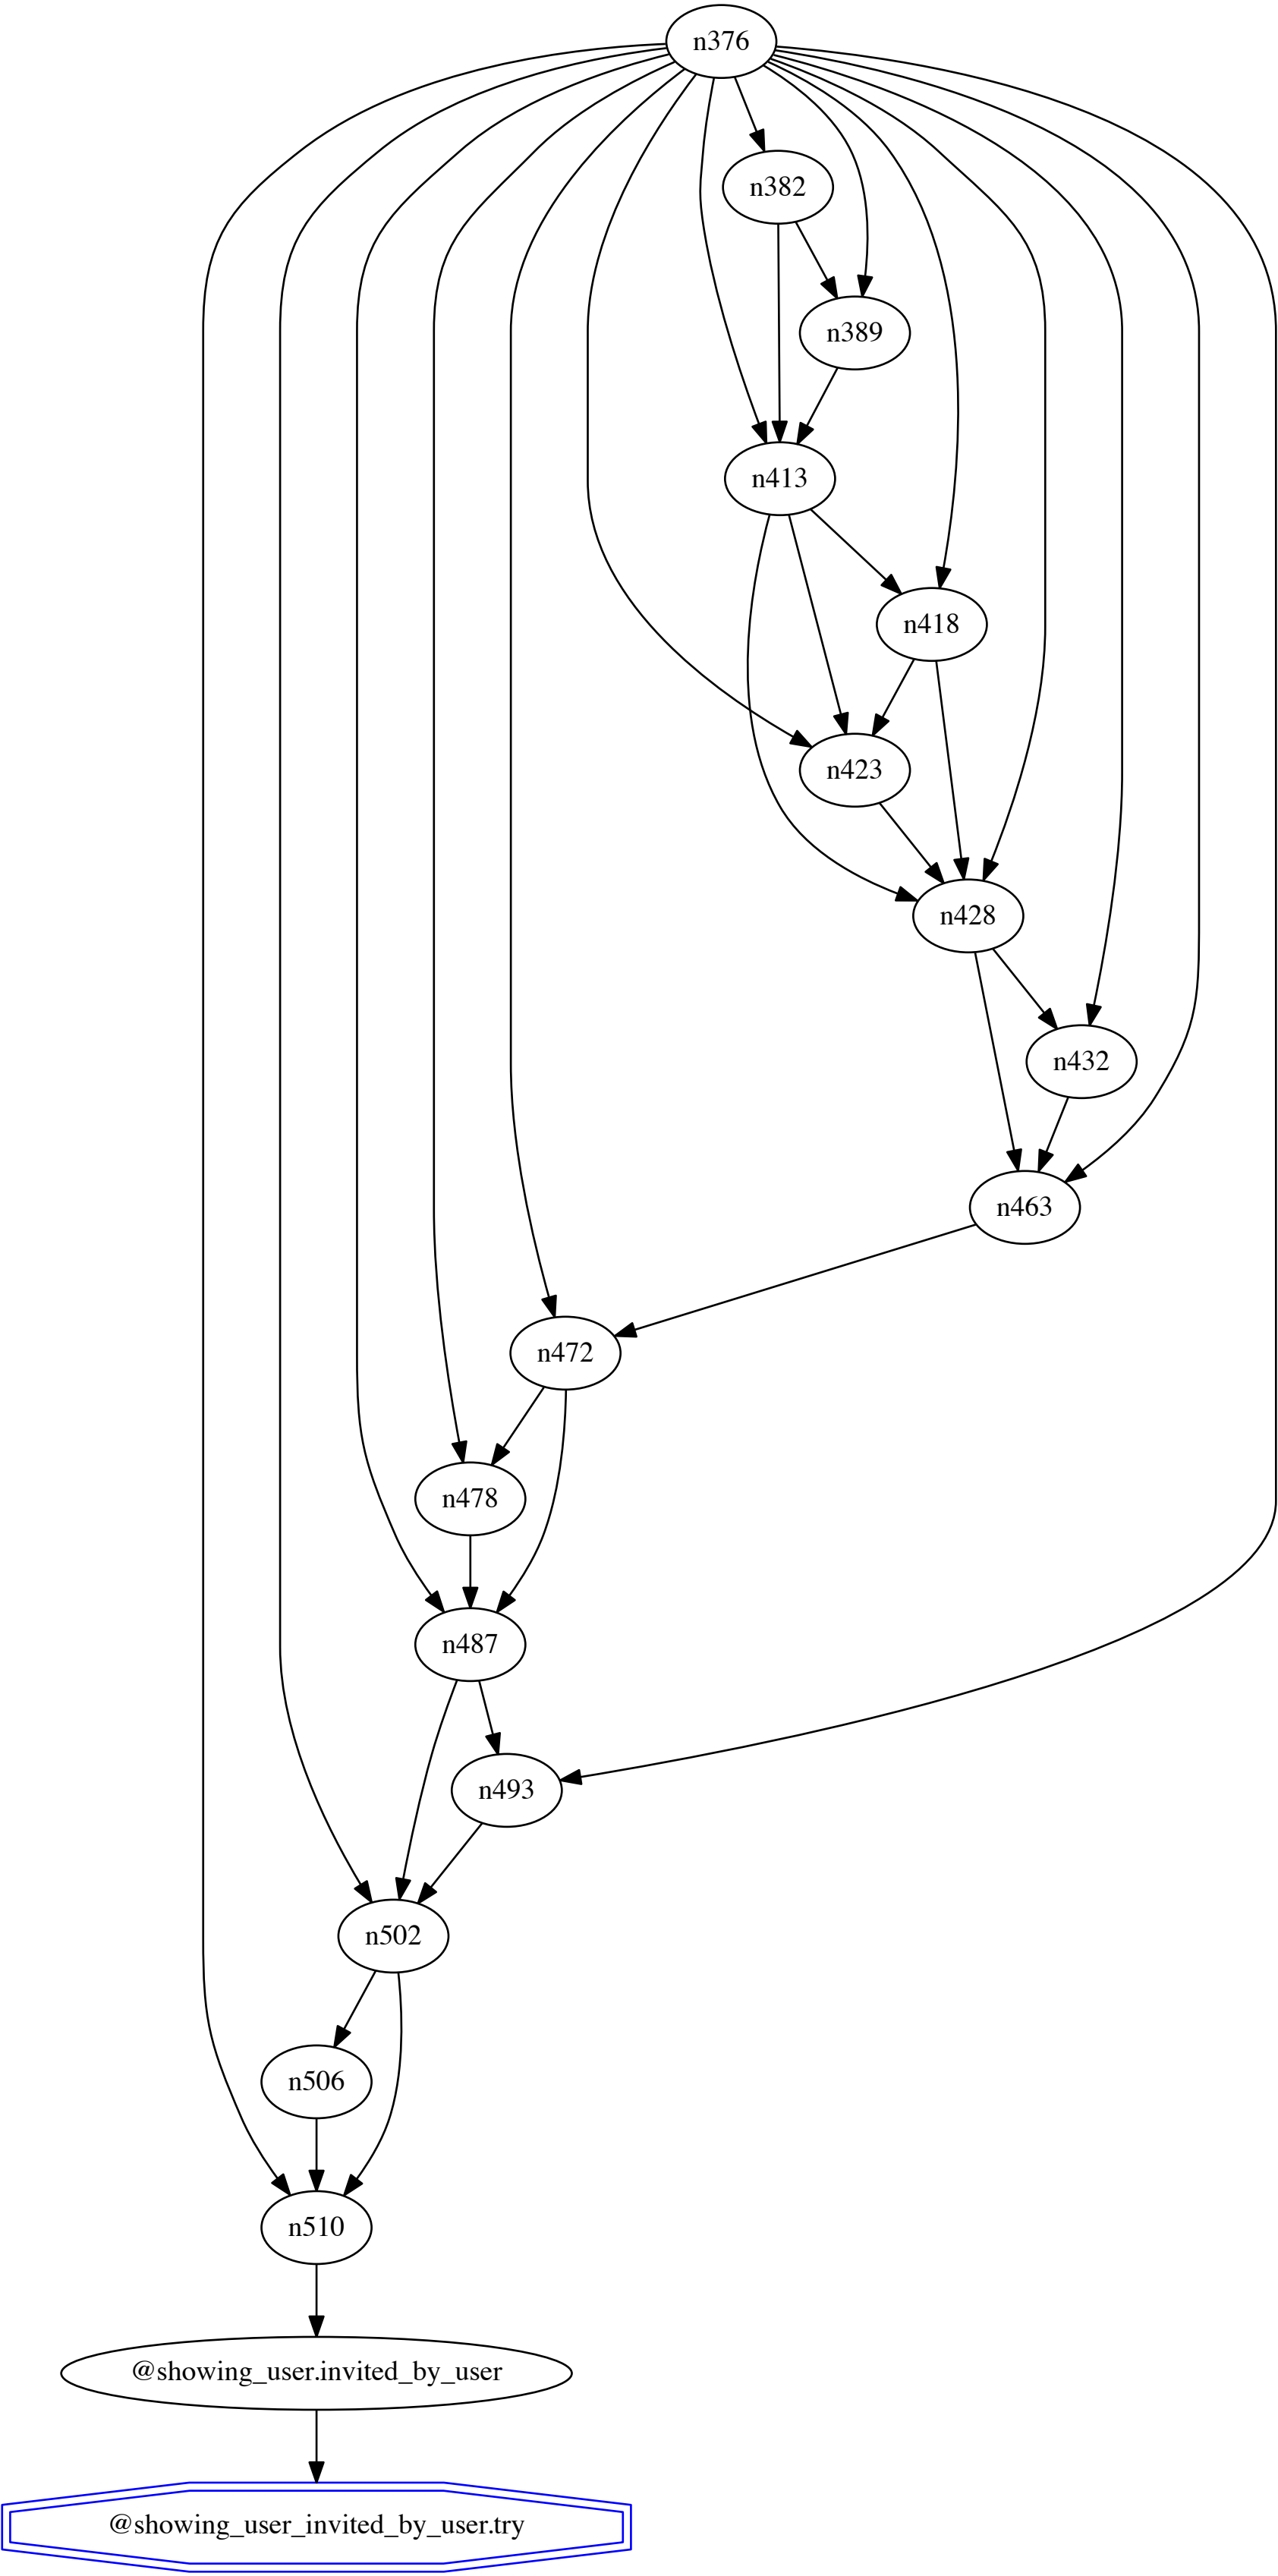 n376
n382
n389
n413
n418
n423
n428
n432
n463
n472
n478
n487
n493
n502
n506
n510
@showing_user.invited_by_user
@showing_user_invited_by_user.try